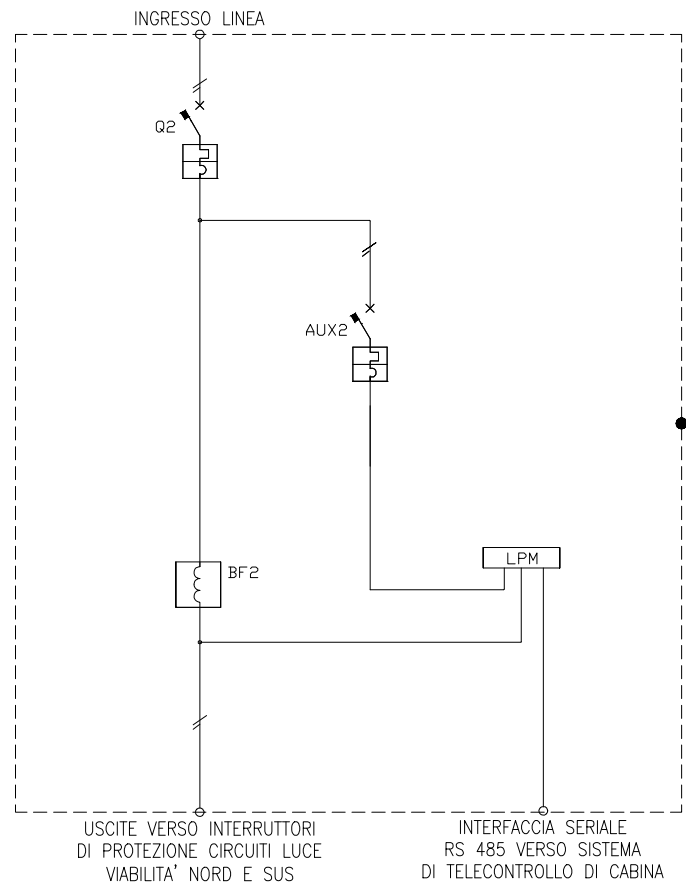 INGRESSO LINEA
Q2
AUX2
LPM
BF2
USCITE VERSO INTERRUTTORI
DI PROTEZIONE CIRCUITI LUCE
VIABILITA' NORD E SUS
INTERFACCIA SERIALE
RS 485 VERSO SISTEMA
DI TELECONTROLLO DI CABINA